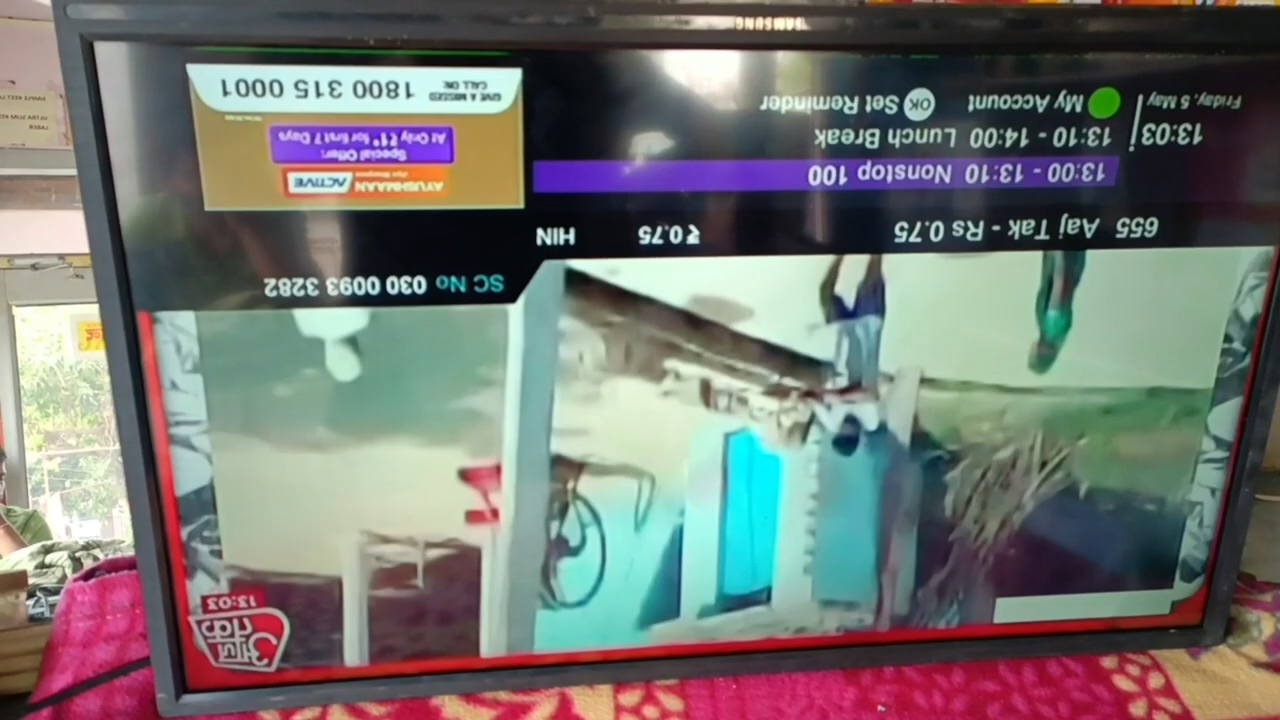 SAMSUNG
आज तक
13:03
SC No 030 0093 3282
655 Aaj Tak - Rs 0.75 ₹ 0.75 HIN
13:00 - 13:10 Nonstop 100
13:03 13:10 - 14:00 Lunch Break
Friday, 5 May My Account OK Set Reminder
AYUSHMAAN ACTIVE
Special Offer:
At Only ₹1* for first 7 Days
GIVE A MISSED
CALL ON: 1800 315 0001